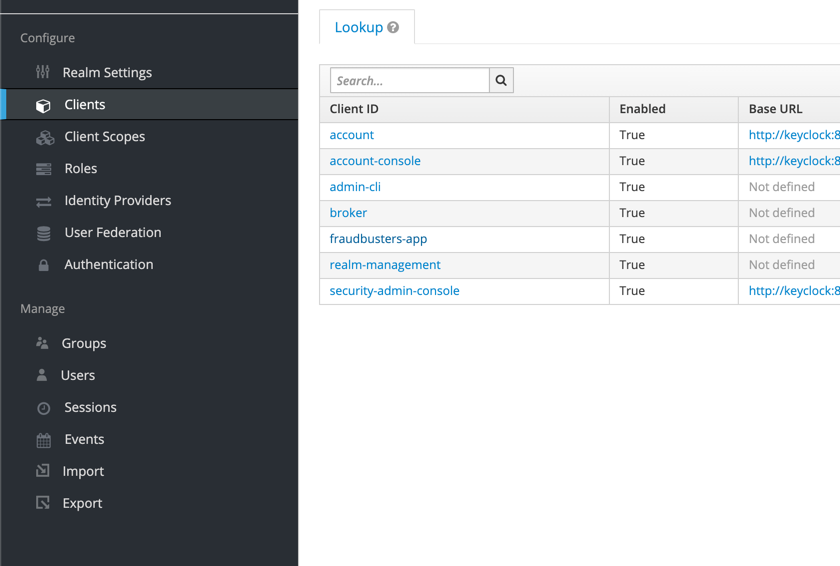 Configure
Realm Settings
Clients
Client Scopes
Roles
Identity Providers
User Federation
Authentication
Manage
Groups
Users
Sessions
Events
Import
Export
Lookup
Search...
Client ID Enabled Base URL
account True http://keyclock:8
account-console True http://keyclock:8
admin-cli True Not defined
broker True Not defined
fraudbusters-app True Not defined
realm-management True Not defined
security-admin-console True http://keyclock:8